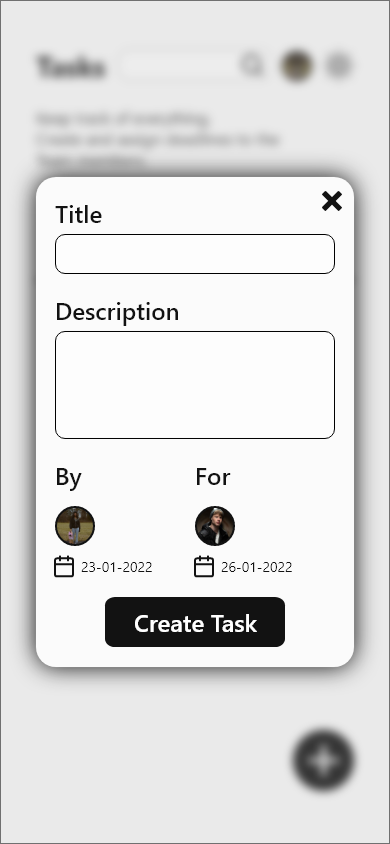 Tasks
Keep track of everything.
Create and assign deadlines to the
Team members
Title
Description
By For
23-01-2022 26-01-2022
Create Task